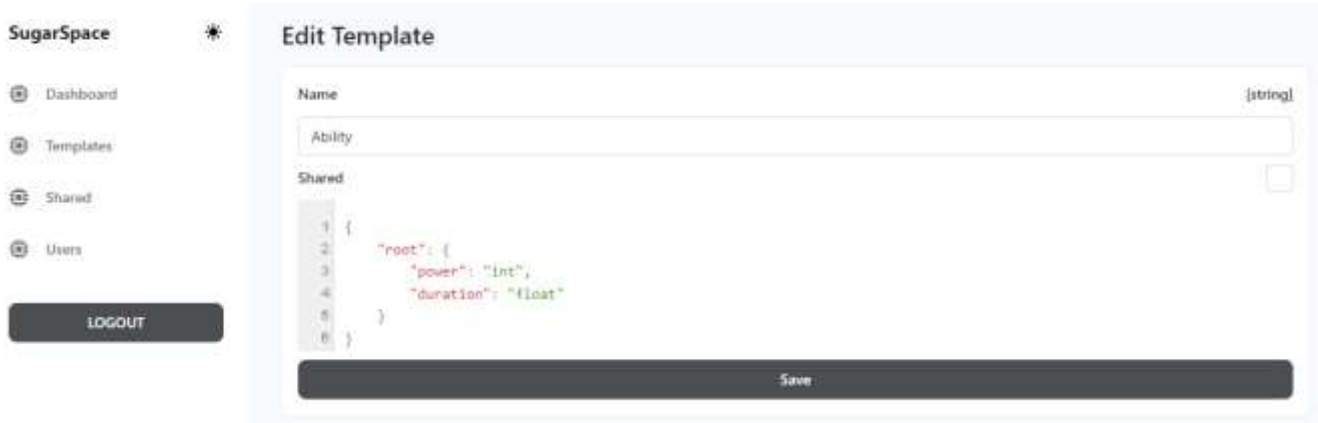 SugarSpace
Dashboard
Templates
Shared
Users
LOGOUT
Edit Template
Name [string]
Ability
Shared
1 {
2 "root": {
3 "power": "int",
4 "duration": "float"
5 }
6 }
Save